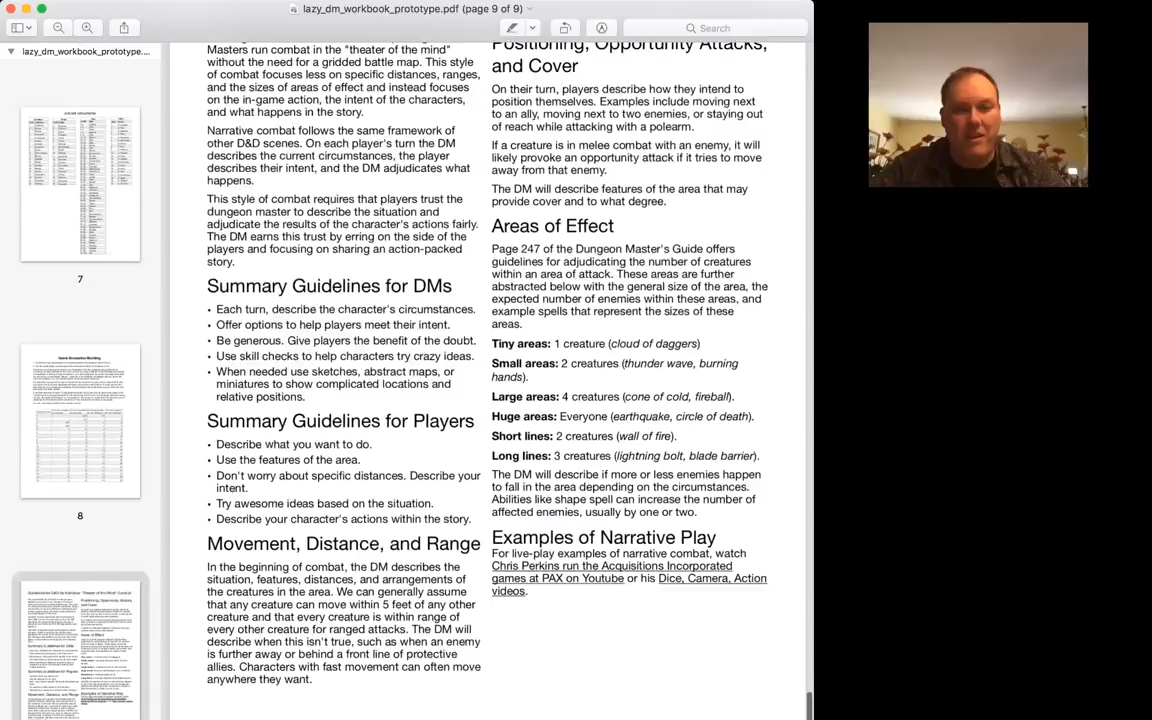 lazy_dm_workbook_prototype.pdf (page 9 of 9)
Search
lazy_dm_workbook_prototype....
7
8
Masters run combat in the "theater of the mind"
without the need for a gridded battle map. This style
of combat focuses less on specific distances, ranges,
and the sizes of areas of effect and instead focuses
on the in-game action, the intent of the characters,
and what happens in the story.
Narrative combat follows the same framework of
other D&D scenes. On each player's turn the DM
describes the current circumstances, the player
describes their intent, and the DM adjudicates what
happens.
This style of combat requires that players trust the
dungeon master to describe the situation and
adjudicate the results of the character's actions fairly.
The DM earns this trust by erring on the side of the
players and focusing on sharing an action-packed
story.
Summary Guidelines for DMs
• Each turn, describe the character's circumstances.
• Offer options to help players meet their intent.
• Be generous. Give players the benefit of the doubt.
• Use skill checks to help characters try crazy ideas.
• When needed use sketches, abstract maps, or
miniatures to show complicated locations and
relative positions.
Summary Guidelines for Players
• Describe what you want to do.
• Use the features of the area.
• Don't worry about specific distances. Describe your
intent.
• Try awesome ideas based on the situation.
• Describe your character's actions within the story.
Movement, Distance, and Range
In the beginning of combat, the DM describes the
situation, features, distances, and arrangements of
the creatures in the area. We can generally assume
that any creature can move within 5 feet of any other
creature and that every creature is within range of
every other creature for ranged attacks. The DM will
describe when this isn't true, such as when an enemy
is further away or behind a front line of protective
allies. Characters with fast movement can often move
anywhere they want.
Positioning, Opportunity Attacks,
and Cover
On their turn, players describe how they intend to
position themselves. Examples include moving next
to an ally, moving next to two enemies, or staying out
of reach while attacking with a polearm.
If a creature is in melee combat with an enemy, it will
likely provoke an opportunity attack if it tries to move
away from that enemy.
The DM will describe features of the area that may
provide cover and to what degree.
Areas of Effect
Page 247 of the Dungeon Master's Guide offers
guidelines for adjudicating the number of creatures
within an area of attack. These areas are further
abstracted below with the general size of the area, the
expected number of enemies within these areas, and
example spells that represent the sizes of these
areas.
Tiny areas: 1 creature (cloud of daggers)
Small areas: 2 creatures (thunder wave, burning
hands).
Large areas: 4 creatures (cone of cold, fireball).
Huge areas: Everyone (earthquake, circle of death).
Short lines: 2 creatures (wall of fire).
Long lines: 3 creatures (lightning bolt, blade barrier).
The DM will describe if more or less enemies happen
to fall in the area depending on the circumstances.
Abilities like shape spell can increase the number of
affected enemies, usually by one or two.
Examples of Narrative Play
For live-play examples of narrative combat, watch
Chris Perkins run the Acquisitions Incorporated
games at PAX on Youtube or his Dice, Camera, Action
videos.